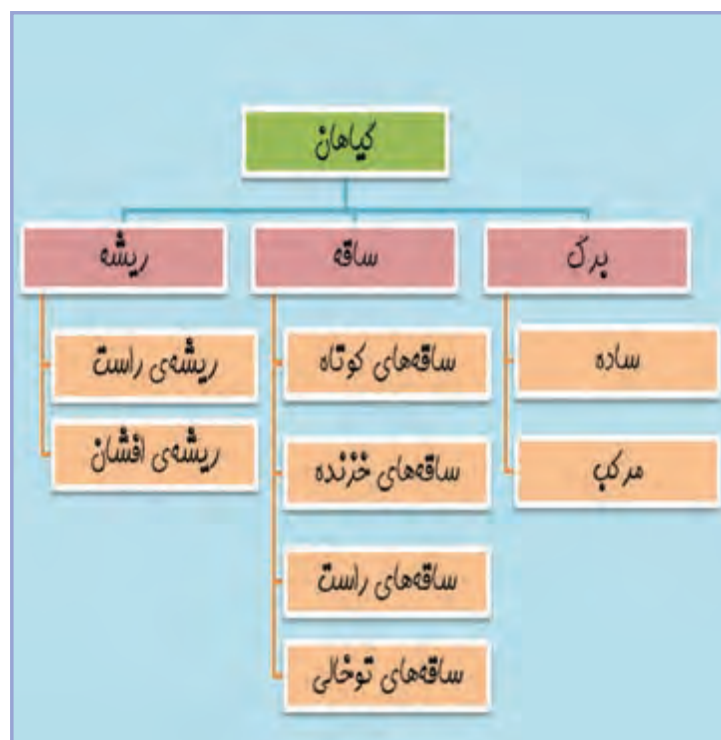 گیاهان
برگ
ساده
مرکب
ساقه
ساقه‌های کوتاه
ساقه‌های خزنده
ساقه‌های راست
ساقه‌های توخالی
ریشه
ریشه‌ی راست
ریشه‌ی افشان